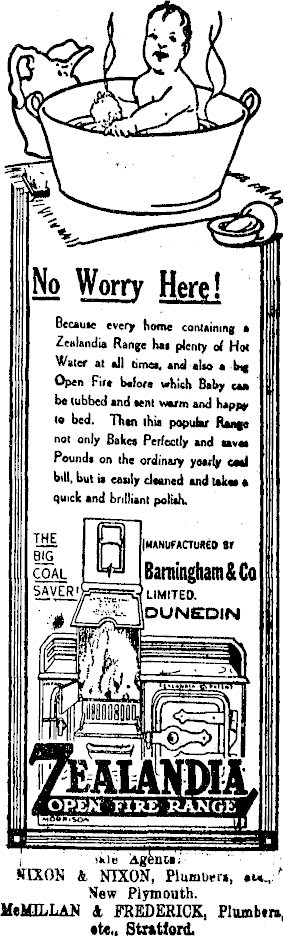 No Worry Here!
Because every home containing a
Zealandia Range has plenty of Hot
Water at all times, and also a big
Open Fire before which Baby can
be tubbed and sent warm and happy
to bed. Then this popular Range
not only Bakes Perfectly and saves
Pounds on the ordinary yearly coal
bill, but is easily cleaned and takes a
quick and brilliant polish.
THE
BIG
COAL
SAVER!
MANUFACTURED BY
Barningham & Co
LIMITED.
DUNEDIN
ZEALANDIA
OPEN FIRE RANGE
MORRISON
Agents:
NIXON & NIXON, Plumbers, etc.,
New Plymouth.
McMILLAN & FREDERICK, Plumbers,
etc., Stratford.